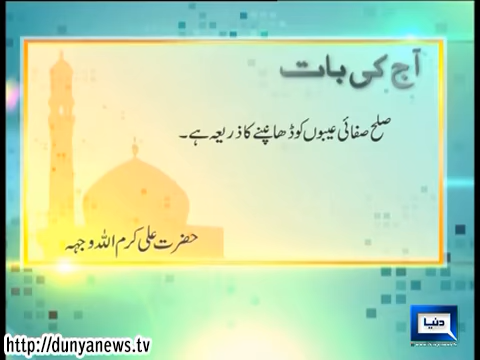 آج کی بات
صلح صفائی عیبوں کو ڈھانپنے کا ذریعہ ہے۔
حضرت علی کرم اللہ وجہہ
دنیا
http://dunyanews.tv